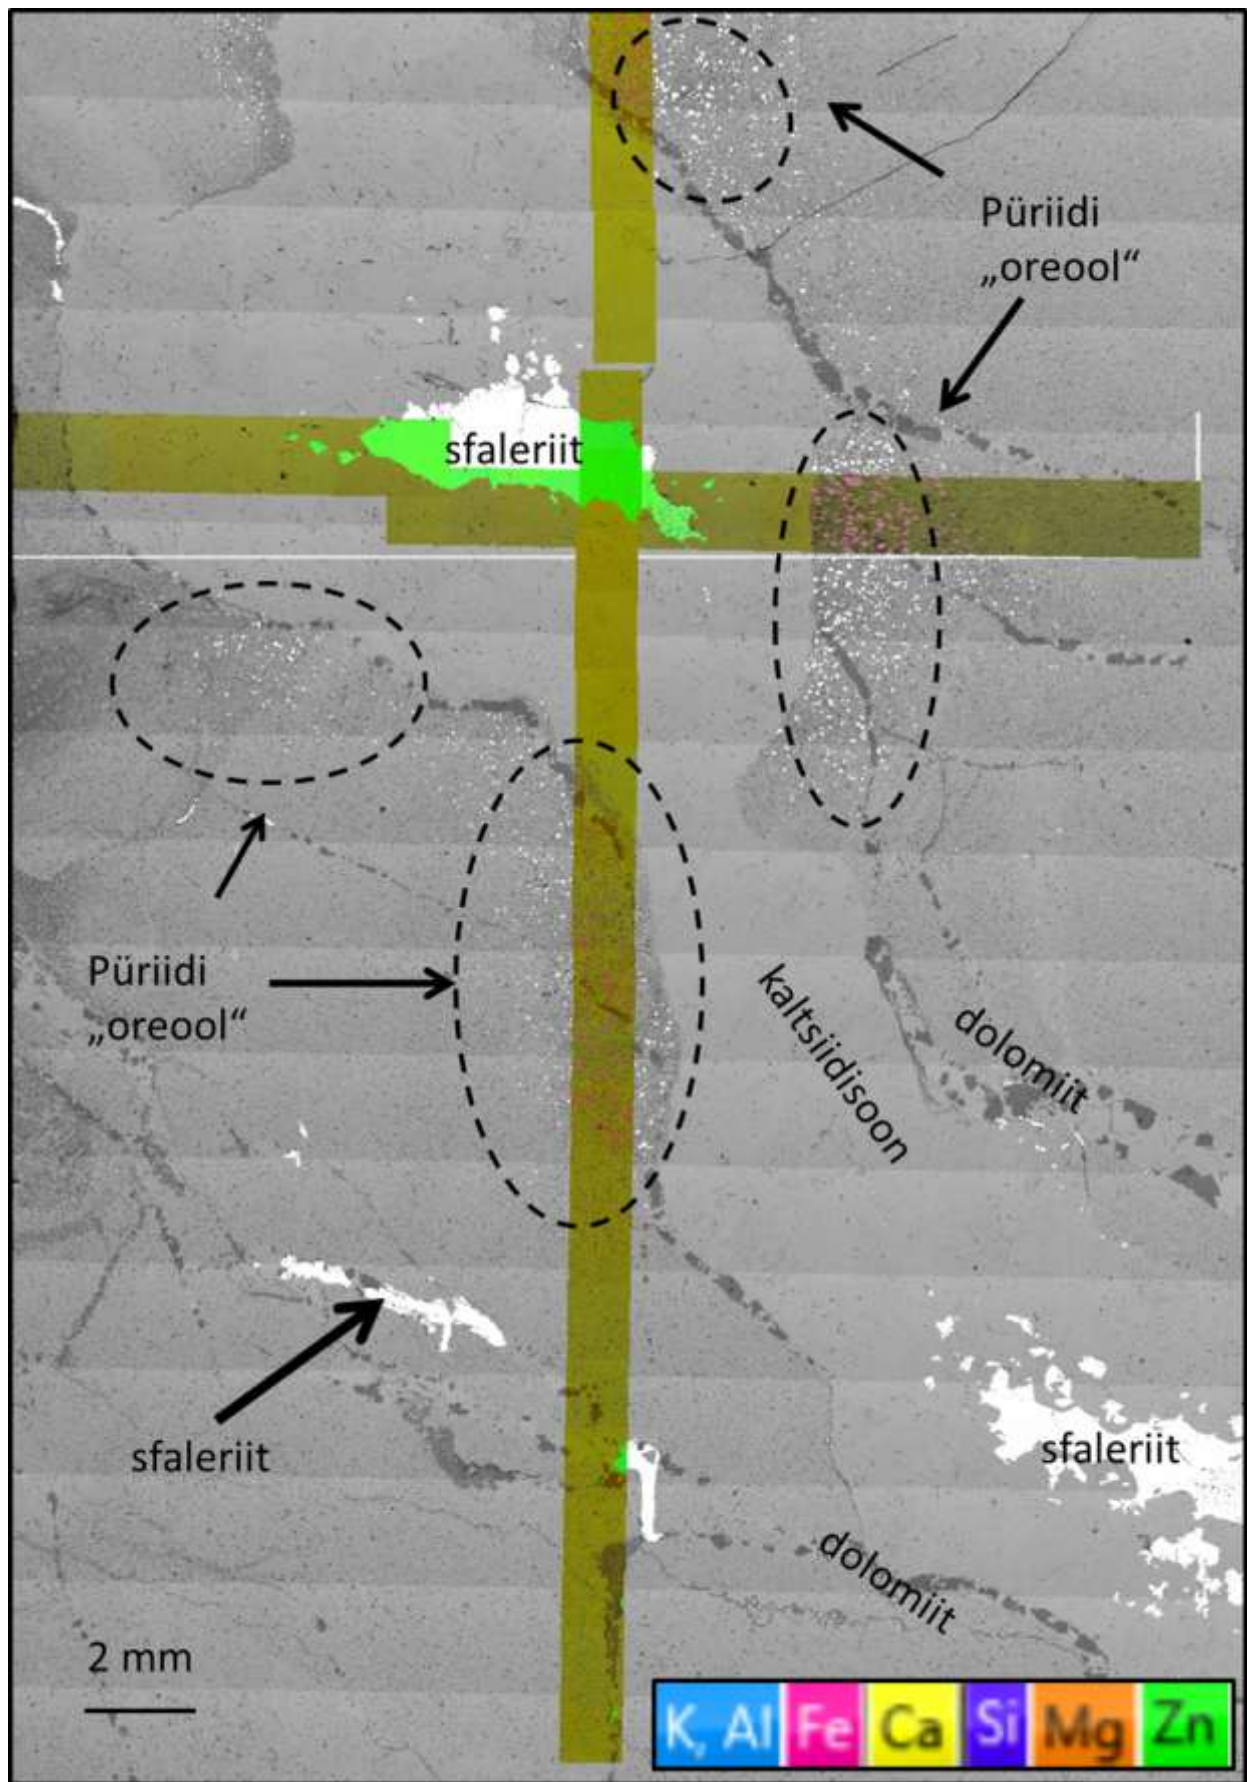 Püriidi
„oreool“
sfaleriit
Püriidi
„oreool“
kaltsiidisoon
dolomiit
sfaleriit
sfaleriit
dolomiit
2 mm
K, Al Fe Ca Si Mg Zn